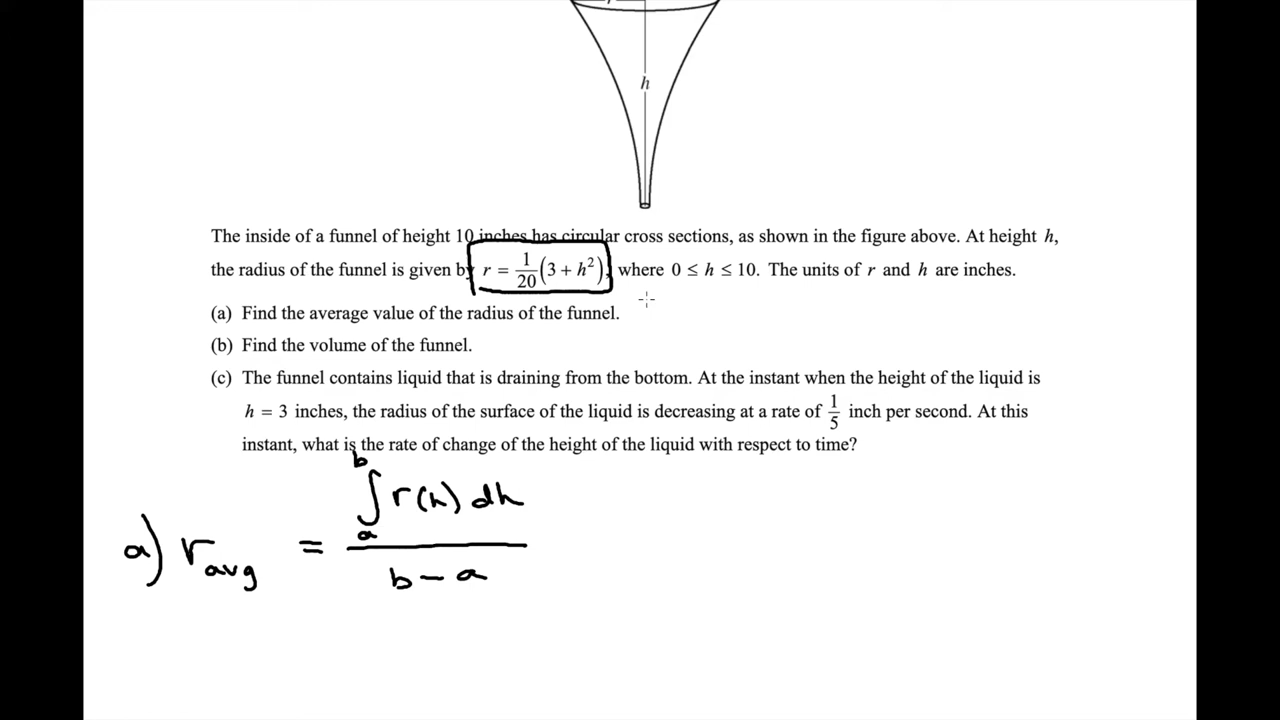 h
The inside of a funnel of height 10 inches has circular cross sections, as shown in the figure above. At height h,
the radius of the funnel is given by r = 1/20 (3 + h²), where 0 ≤ h ≤ 10. The units of r and h are inches.
(a) Find the average value of the radius of the funnel.
(b) Find the volume of the funnel.
(c) The funnel contains liquid that is draining from the bottom. At the instant when the height of the liquid is
h = 3 inches, the radius of the surface of the liquid is decreasing at a rate of 1/5 inch per second. At this
instant, what is the rate of change of the height of the liquid with respect to time?
a) r_avg = ∫_a^b r(h) dh / b - a